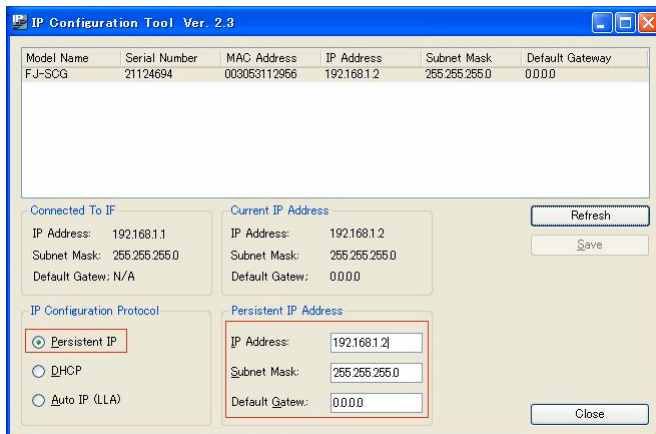 IP Configuration Tool Ver. 2.3
Model Name Serial Number MAC Address IP Address Subnet Mask Default Gateway
FJ-SCG 21124694 003053112956 192.168.1.2 255.255.255.0 0.0.0.0
Connected To IF
IP Address: 192.168.1.1
Subnet Mask: 255.255.255.0
Default Gatew.: N/A
Current IP Address
IP Address: 192.168.1.2
Subnet Mask: 255.255.255.0
Default Gatew.: 0.0.0.0
Refresh
Save
IP Configuration Protocol
Persistent IP
DHCP
Auto IP (LLA)
Persistent IP Address
IP Address: 192.168.1.2
Subnet Mask: 255.255.255.0
Default Gatew.: 0.0.0.0
Close